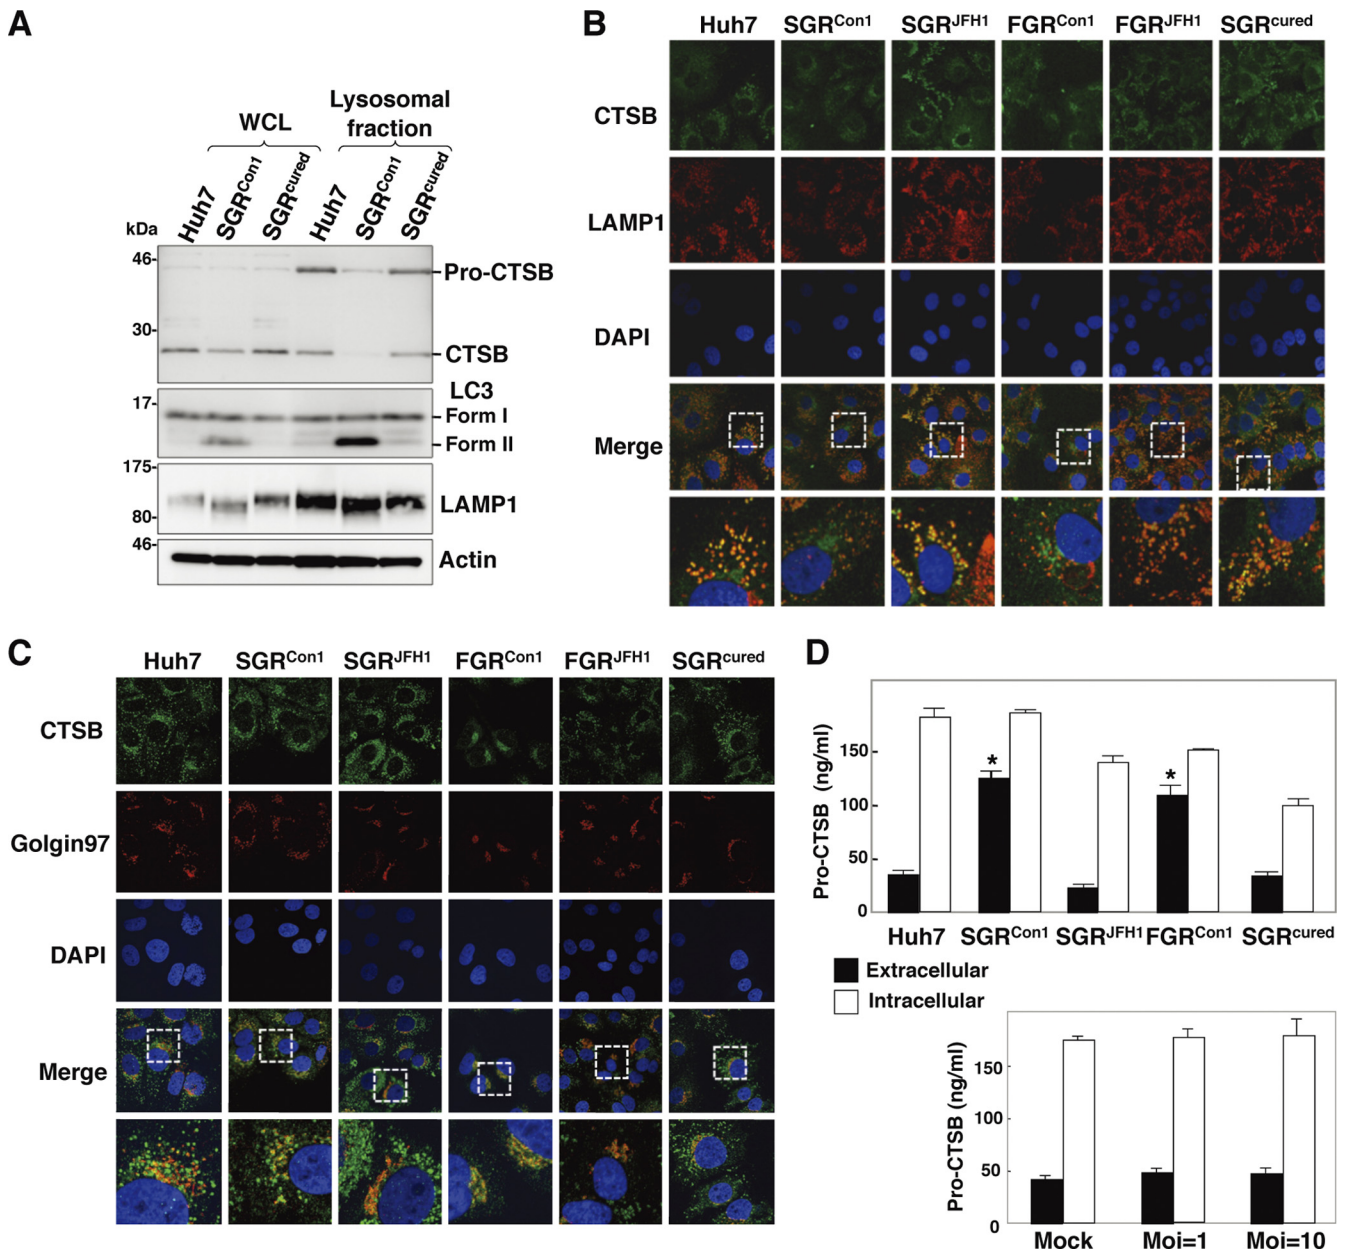 A
WCL
Lysosomal
fraction
Huh7
SGRCon1
SGRcured
Huh7
SGRCon1
SGRcured
kDa
46-
Pro-CTSB
30-
CTSB
LC3
17-
Form I
Form II
175-
LAMP1
80-
46-
Actin
B
Huh7 SGRCon1 SGRJFH1 FGRCon1 FGRJFH1 SGRcured
CTSB
LAMP1
DAPI
Merge
C
Huh7 SGRCon1 SGRJFH1 FGRCon1 FGRJFH1 SGRcured
CTSB
Golgin97
DAPI
Merge
D
Pro-CTSB (ng/ml)
150
100
50
0
*
*
Huh7 SGRCon1 SGRJFH1 FGRCon1 SGRcured
Extracellular
Intracellular
Pro-CTSB (ng/ml)
150
100
50
0
Mock Moi=1 Moi=10